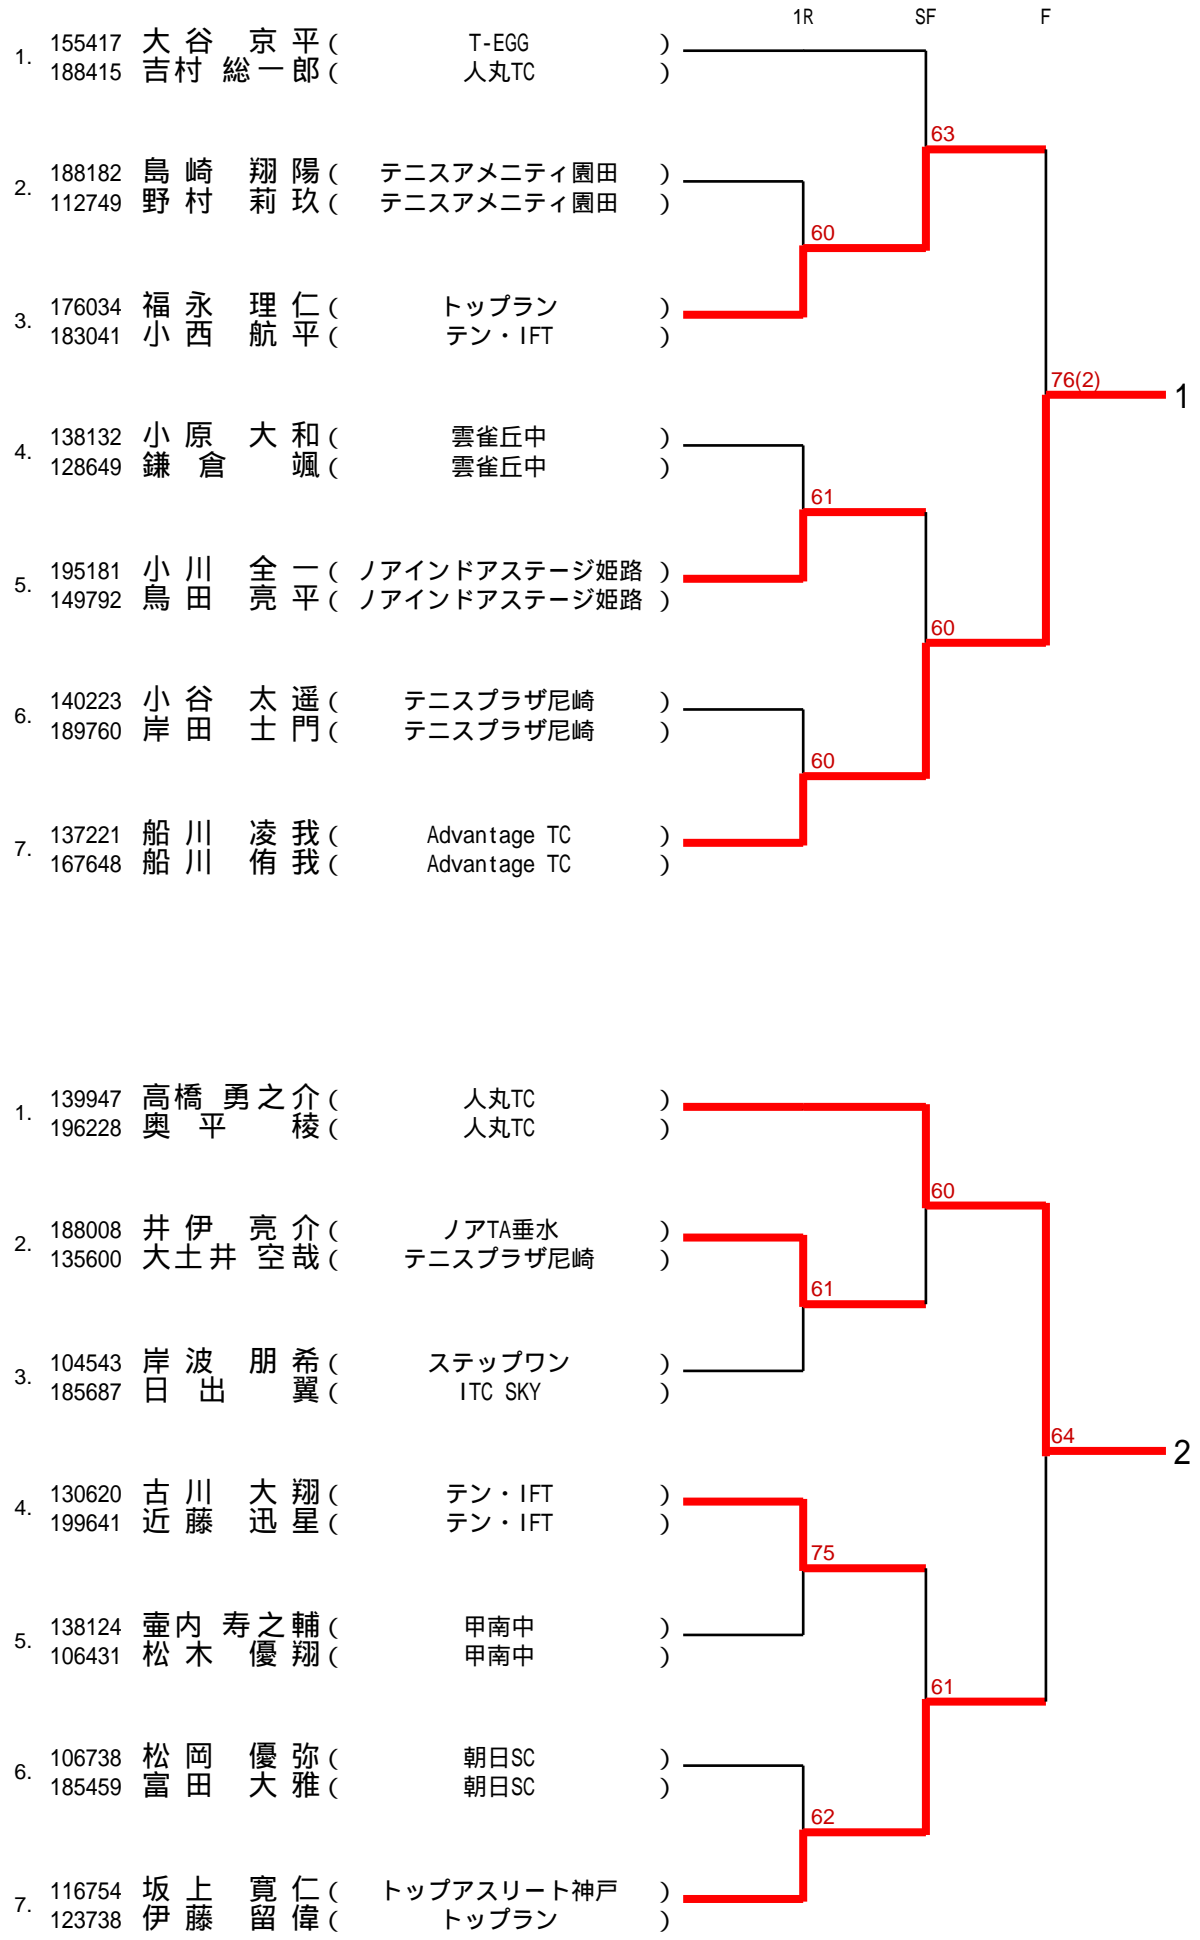 1R SF F
1. 155417 大谷 京平 ( T-EGG )
188415 吉村 総一郎 ( 人丸TC )
63
2. 188182 島崎 翔陽 ( テニスアメニティ園田 )
112749 野村 莉玖 ( テニスアメニティ園田 )
60
3. 176034 福永 理仁 ( トップラン )
183041 小西 航平 ( テン・IFT )
76(2) 1
4. 138132 小原 大和 ( 雲雀丘中 )
128649 鎌倉 颯 ( 雲雀丘中 )
61
5. 195181 小川 全一 ( ノアインドアステージ姫路 )
149792 鳥田 亮平 ( ノアインドアステージ姫路 )
60
6. 140223 小谷 太遥 ( テニスプラザ尼崎 )
189760 岸田 士門 ( テニスプラザ尼崎 )
60
7. 137221 船川 凌我 ( Advantage TC )
167648 船川 侑我 ( Advantage TC )
1. 139947 高橋 勇之介 ( 人丸TC )
196228 奥平 稜 ( 人丸TC )
60
2. 188008 井伊 亮介 ( ノアTA垂水 )
135600 大土井 空哉 ( テニスプラザ尼崎 )
61
3. 104543 岸波 朋希 ( ステップワン )
185687 日出 翼 ( ITC SKY )
64 2
4. 130620 古川 大翔 ( テン・IFT )
199641 近藤 迅星 ( テン・IFT )
75
5. 138124 壷内 寿之輔 ( 甲南中 )
106431 松木 優翔 ( 甲南中 )
61
6. 106738 松岡 優弥 ( 朝日SC )
185459 富田 大雅 ( 朝日SC )
62
7. 116754 坂上 寛仁 ( トップアスリート神戸 )
123738 伊藤 留偉 ( トップラン )